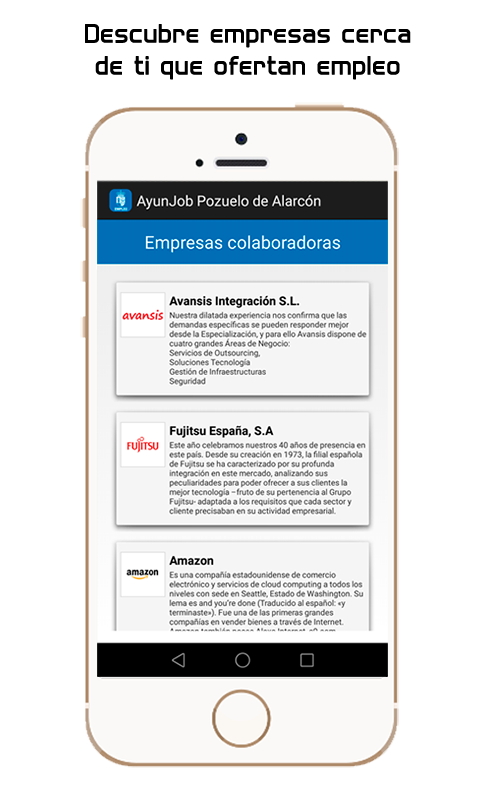 Descubre empresas cerca
de ti que ofertan empleo
EMPLEO
AyunJob Pozuelo de Alarcón
Empresas colaboradoras
avansis
Avansis Integración S.L.
Nuestra dilatada experiencia nos confirma que las
demandas específicas se pueden responder mejor
desde la Especialización, y para ello Avansis dispone de
cuatro grandes Áreas de Negocio:
Servicios de Outsourcing,
Soluciones Tecnología
Gestión de Infraestructuras
Seguridad
FUJITSU
Fujitsu España, S.A
Este año celebramos nuestros 40 años de presencia en
este país. Desde su creación en 1973, la filial española
de Fujitsu se ha caracterizado por su profunda
integración en este mercado, analizando sus
peculiaridades para poder ofrecer a sus clientes la
mejor tecnología –fruto de su pertenencia al Grupo
Fujitsu- adaptada a los requisitos que cada sector y
cliente precisaban en su actividad empresarial.
amazon
Amazon
Es una compañía estadounidense de comercio
electrónico y servicios de cloud computing a todos los
niveles con sede en Seattle, Estado de Washington. Su
lema es and you're done (Traducido al español: «y
terminaste»). Fue una de las primeras grandes
compañías en vender bienes a través de Internet.
Amazon también posee Alexa Internet, a9.com,